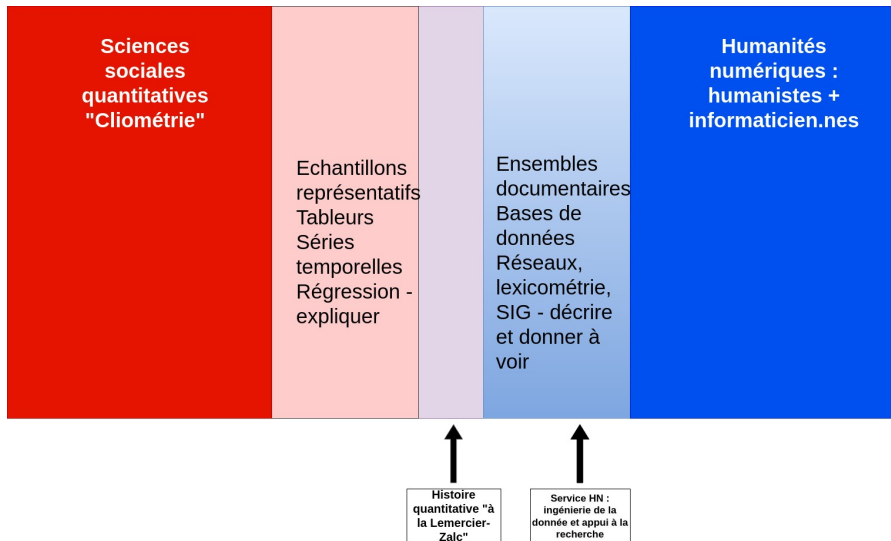 Sciences
sociales
quantitatives
"Cliométrie"
Echantillons
représentatifs
Tableurs
Séries
temporelles
Régression -
expliquer
Ensembles
documentaires
Bases de
données
Réseaux,
lexicométrie,
SIG - décrire
et donner à
voir
Humanités
numériques :
humanistes +
informaticien.nes
Histoire
quantitative "à
la Lemercier-
Zalc"
Service HN :
ingénierie de la
donnée et appui à la
recherche